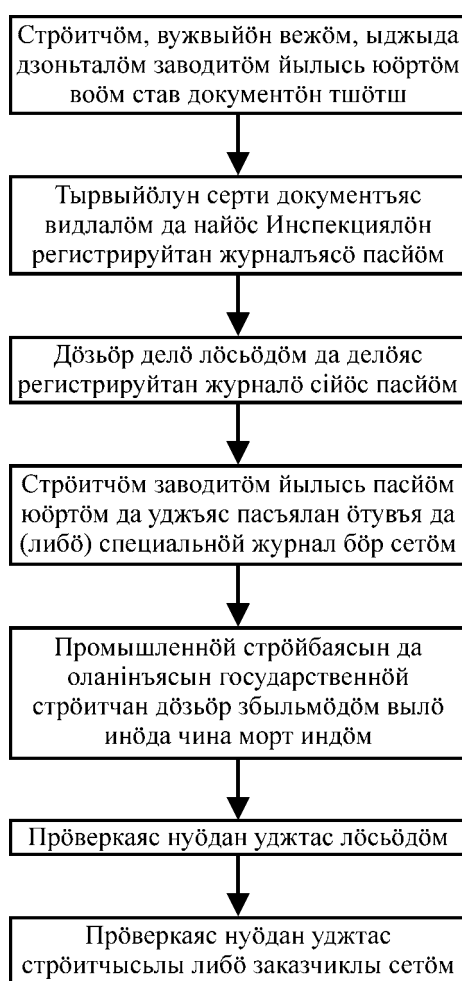 Стрӧитчӧм, вужвыйӧн вежӧм, ыджыда
дзоньталӧм заводитӧм йылысь юӧртӧм
воӧм став документӧн тшӧтш
Тырвыйӧлун серти документъяс
видлалӧм да найӧс Инспекциялӧн
регистрируйтан журналъясӧ пасйӧм
Дӧзьӧр делӧ лӧсьӧдӧм да делӧяс
регистрируйтан журналӧ сійӧс пасйӧм
Стрӧитчӧм заводитӧм йылысь пасйӧм
юӧртӧм да уджъяс пасъялан ӧтувъя да
(либӧ) специальнӧй журнал бӧр сетӧм
Промышленнӧй стрӧйбаясын да
оланінъясын государственнӧй
стрӧитчан дӧзьӧр збыльмӧдӧм вылӧ
инӧда чина морт индӧм
Прӧверкаяс нуӧдан уджтас лӧсьӧдӧм
Прӧверкаяс нуӧдан уджтас
стрӧитчысьлы либӧ заказчиклы сетӧм